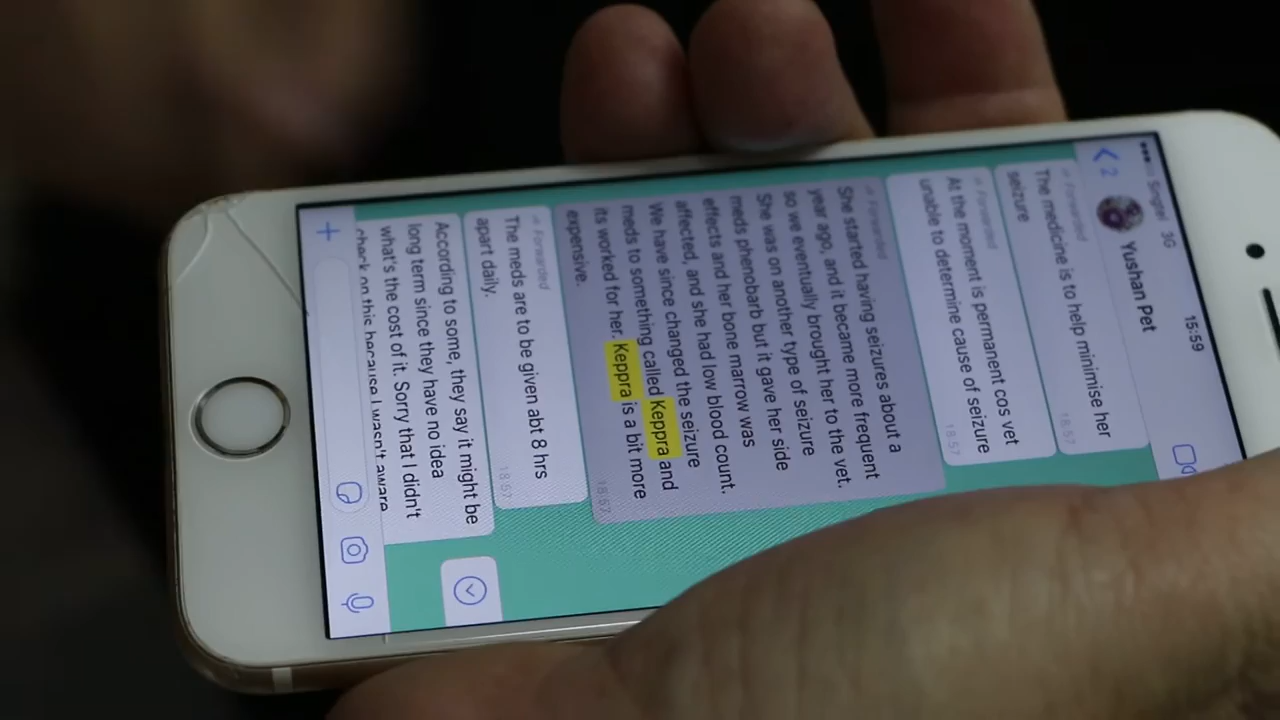 Singtel 3G 15:59
2 Yushan Pet
Forwarded
The medicine is to help minimise her
seizure
18:57
Forwarded
At the moment is permanent cos vet
unable to determine cause of seizure
18:57
Forwarded
She started having seizures about a
year ago, and it became more frequent
so we eventually brought her to the vet.
She was on another type of seizure
meds phenobarb but it gave her side
effects and her bone marrow was
affected, and she had low blood count.
We have since changed the seizure
meds to something called Keppra and
its worked for her. Keppra is a bit more
expensive.
18:57
Forwarded
The meds are to be given abt 8 hrs
apart daily.
18:57
According to some, they say it might be
long term since they have no idea
what's the cost of it. Sorry that I didn't
check on this because I wasn't aware